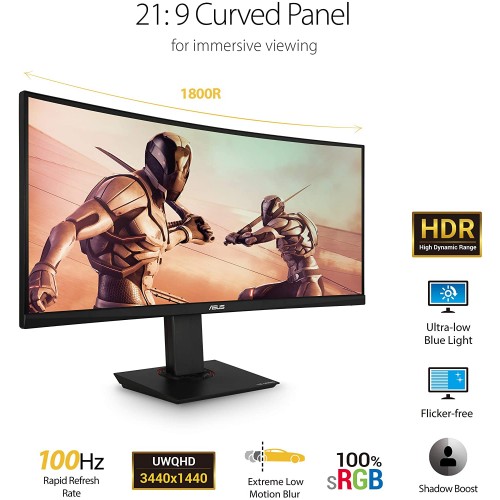 21: 9 Curved Panel
for immersive viewing
1800R
ASUS
HDR
High Dynamic Range
Ultra-low
Blue Light
Flicker-free
100Hz
Rapid Refresh
Rate
UWQHD
3440x1440
Extreme Low
Motion Blur
100%
sRGB
Shadow Boost